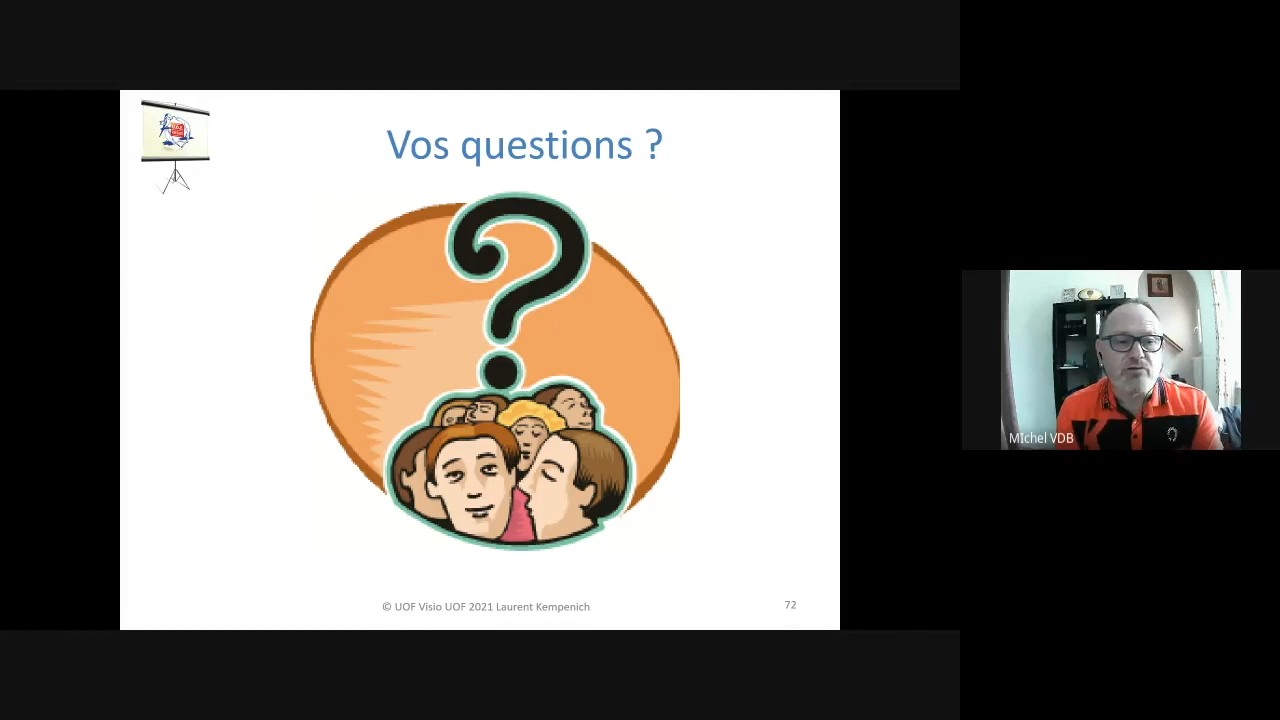 Vos questions ?
© UOF Visio UOF 2021 Laurent Kempenich
72
MIchel VDB